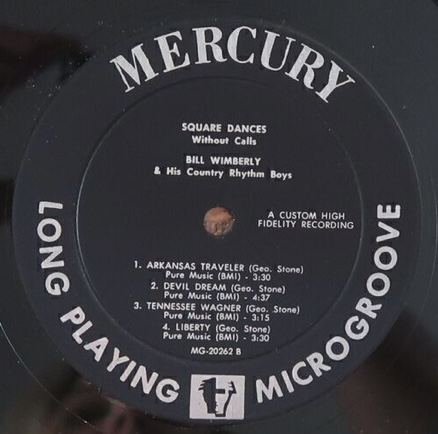 MERCURY
SQUARE DANCES
Without Calls
BILL WIMBERLY
& His Country Rhythm Boys
A CUSTOM HIGH
FIDELITY RECORDING
1. ARKANSAS TRAVELER (Geo. Stone)
Pure Music (BMI) - 3:30
2. DEVIL DREAM (Geo. Stone)
Pure Music (BMI) - 4:37
3. TENNESSEE WAGNER (Geo. Stone)
Pure Music (BMI) - 3:15
4. LIBERTY (Geo. Stone)
Pure Music (BMI) - 3:30
MG-20262 B
LONG PLAYING MICROGROOVE